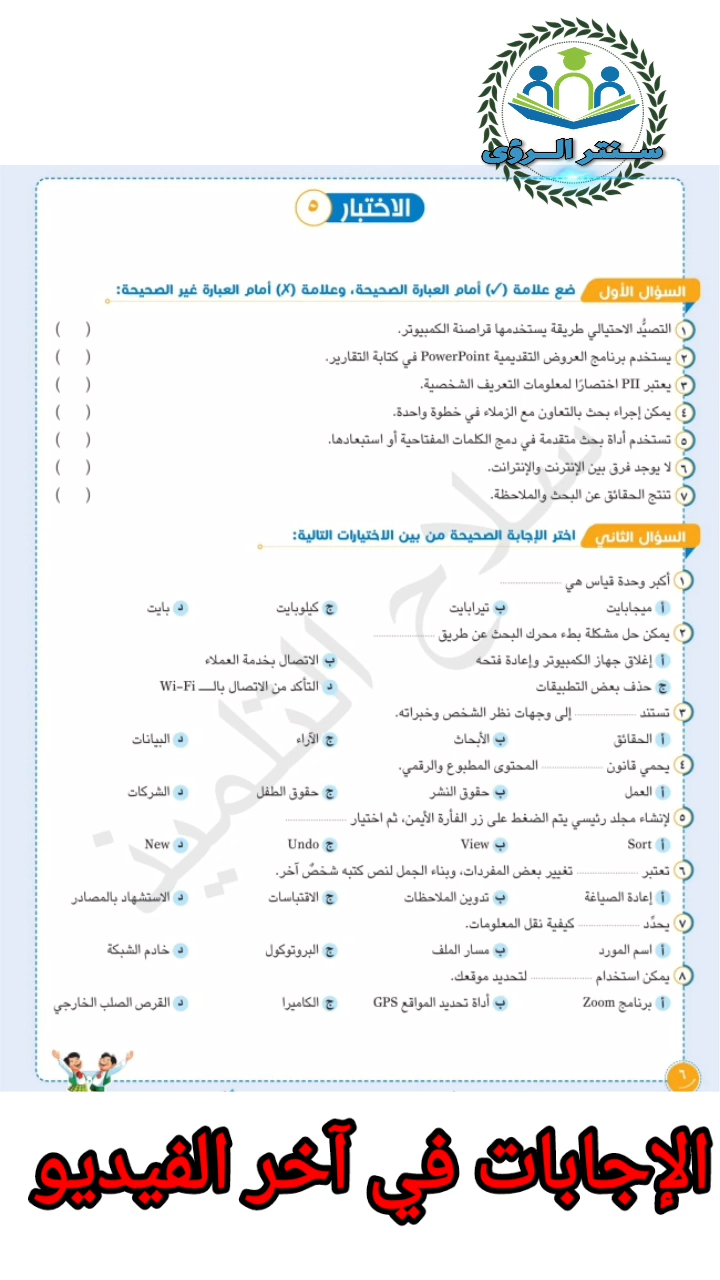 سنتر الرؤى
الاختبار ٥
السؤال الأول ضع علامة (✓) أمام العبارة الصحيحة، وعلامة (✗) أمام العبارة غير الصحيحة:
١ التصيُّد الاحتيالي طريقة يستخدمها قراصنة الكمبيوتر. ( )
٢ يستخدم برنامج العروض التقديمية PowerPoint في كتابة التقارير. ( )
٣ يعتبر PII اختصارًا لمعلومات التعريف الشخصية. ( )
٤ يمكن إجراء بحث بالتعاون مع الزملاء في خطوة واحدة. ( )
٥ تستخدم أداة بحث متقدمة في دمج الكلمات المفتاحية أو استبعادها. ( )
٦ لا يوجد فرق بين الإنترنت والإنترانت. ( )
٧ تنتج الحقائق عن البحث والملاحظة. ( )
السؤال الثاني اختر الإجابة الصحيحة من بين الاختيارات التالية:
١ أكبر وحدة قياس هي ................
أ ميجابايت ب تيرابايت ج كيلوبايت د بايت
٢ يمكن حل مشكلة بطء محرك البحث عن طريق ................
أ إغلاق جهاز الكمبيوتر وإعادة فتحه ب الاتصال بخدمة العملاء
ج حذف بعض التطبيقات د التأكد من الاتصال بالـــ Wi-Fi
٣ تستند ................ إلى وجهات نظر الشخص وخبراته.
أ الحقائق ب الأبحاث ج الآراء د البيانات
٤ يحمي قانون ................ المحتوى المطبوع والرقمي.
أ العمل ب حقوق النشر ج حقوق الطفل د الشركات
٥ لإنشاء مجلد رئيسي يتم الضغط على زر الفأرة الأيمن، ثم اختيار ................
أ Sort ب View ج Undo د New
٦ تعتبر ................ تغيير بعض المفردات، وبناء الجمل لنص كتبه شخصٌ آخر.
أ إعادة الصياغة ب تدوين الملاحظات ج الاقتباسات د الاستشهاد بالمصادر
٧ يحدِّد ................ كيفية نقل المعلومات.
أ اسم المورد ب مسار الملف ج البروتوكول د خادم الشبكة
٨ يمكن استخدام ................ لتحديد موقعك.
أ برنامج Zoom ب أداة تحديد المواقع GPS ج الكاميرا د القرص الصلب الخارجي
سلاح التلميذ
٦
الإجابات في آخر الفيديو